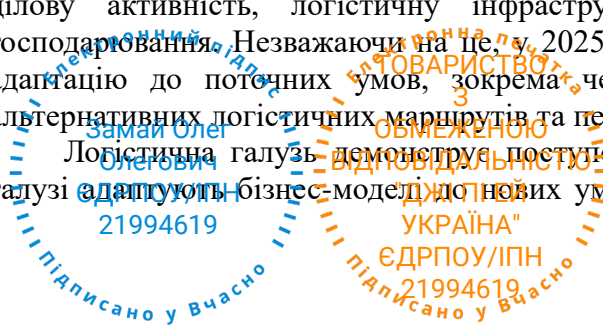 ділову активність, логістичну інфрастру
господарювання. Незважаючи на це, у 2025
адаптацію до поточних умов, зокрема че
альтернативних логістичних маршрутів та пе
Логістична галузь демонструє поступ
галузі адаптують бізнес-моделі до нових ум
Електронний підпис
Замай Олег
Олегович
ЄДРПОУ/ІПН
21994619
Підписано у Вчасно
Електронна печатка
ТОВАРИСТВО
З
ОБМЕЖЕНОЮ
ВІДПОВІДАЛЬНІСТЮ
УКРАЇНА"
ЄДРПОУ/ІПН
21994619
Підписано у Вчасно